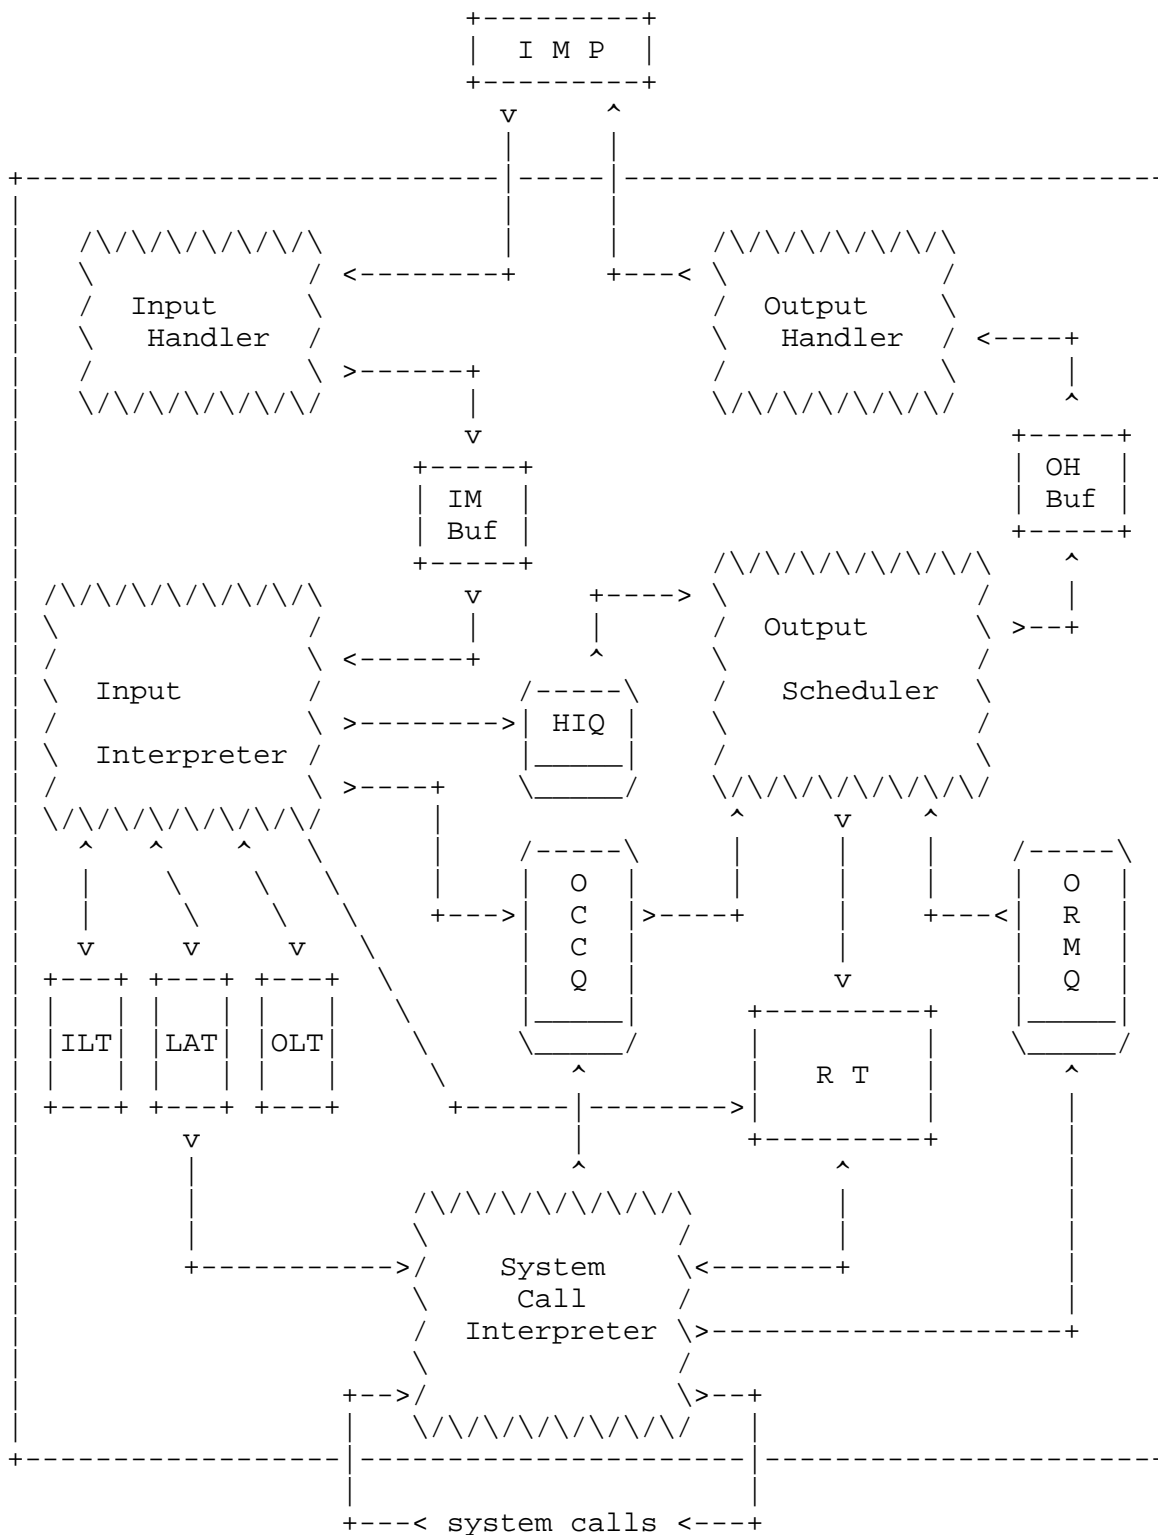 I M P
Input
Handler
Output
Handler
IM
Buf
OH
Buf
Input
Interpreter
HIQ
Output
Scheduler
O
C
C
Q
O
R
M
Q
ILT
LAT
OLT
R T
System
Call
Interpreter
system calls